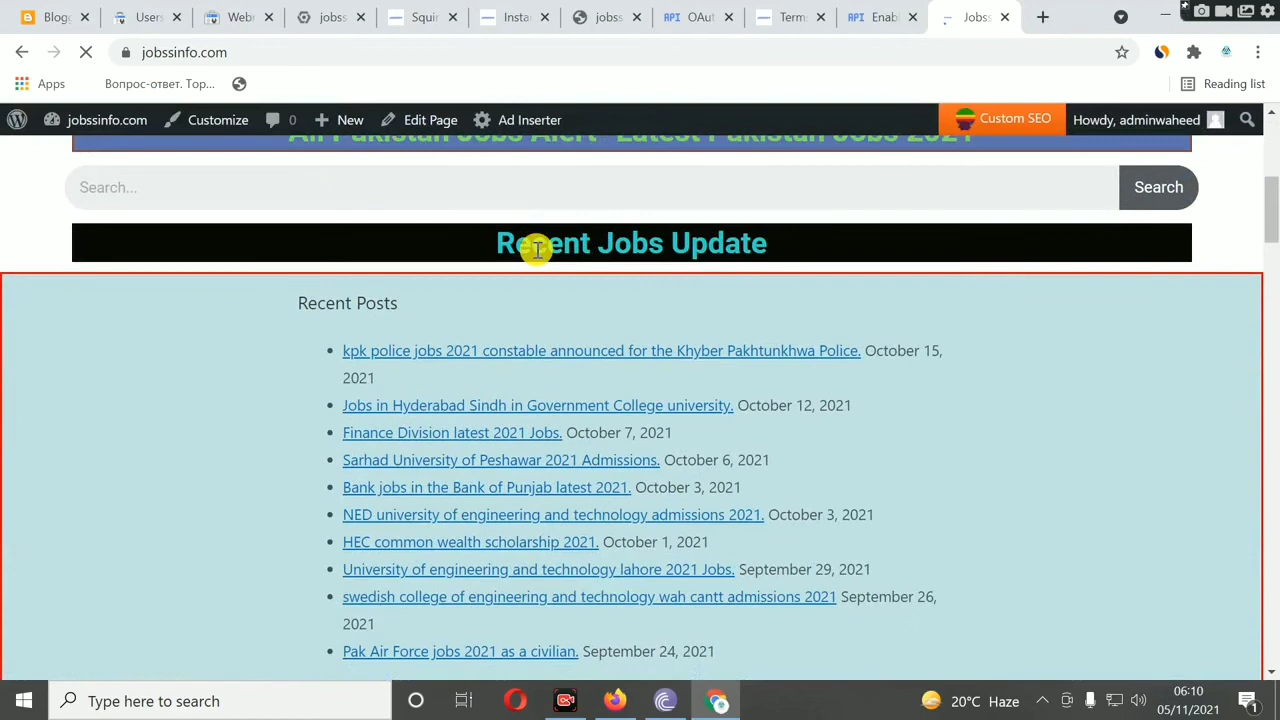 Blog
Users
Webr
jobss
Squir
Insta
jobss
API OAut
Term
API Enabl
Jobs:
jobssinfo.com
Apps
Вопрос-ответ. Тор...
Reading list
jobssinfo.com
Customize
0
New
Edit Page
Ad Inserter
Custom SEO
Howdy, adminwaheed
All Pakistan Jobs Alert- Latest Pakistan Jobs 2021
Search...
Search
Recent Jobs Update
Recent Posts
kpk police jobs 2021 constable announced for the Khyber Pakhtunkhwa Police. October 15,
2021
Jobs in Hyderabad Sindh in Government College university. October 12, 2021
Finance Division latest 2021 Jobs. October 7, 2021
Sarhad University of Peshawar 2021 Admissions. October 6, 2021
Bank jobs in the Bank of Punjab latest 2021. October 3, 2021
NED university of engineering and technology admissions 2021. October 3, 2021
HEC common wealth scholarship 2021. October 1, 2021
University of engineering and technology lahore 2021 Jobs. September 29, 2021
swedish college of engineering and technology wah cantt admissions 2021 September 26,
2021
Pak Air Force jobs 2021 as a civilian. September 24, 2021
Type here to search
20°C Haze
06:10
05/11/2021
1